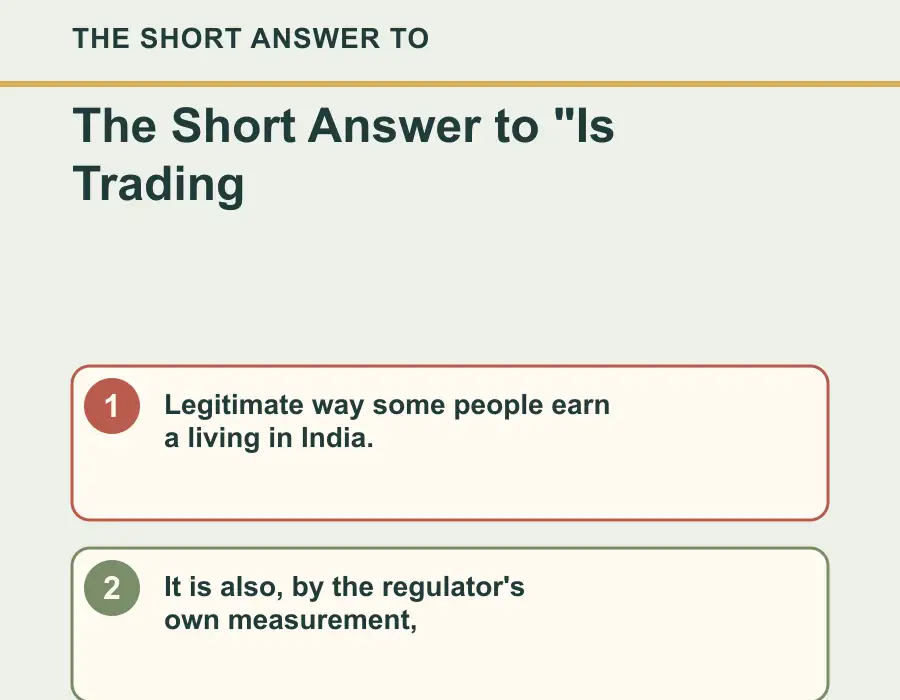 THE SHORT ANSWER TO
The Short Answer to "Is
Trading
1
Legitimate way some people earn
a living in India.
2
It is also, by the regulator's
own measurement,